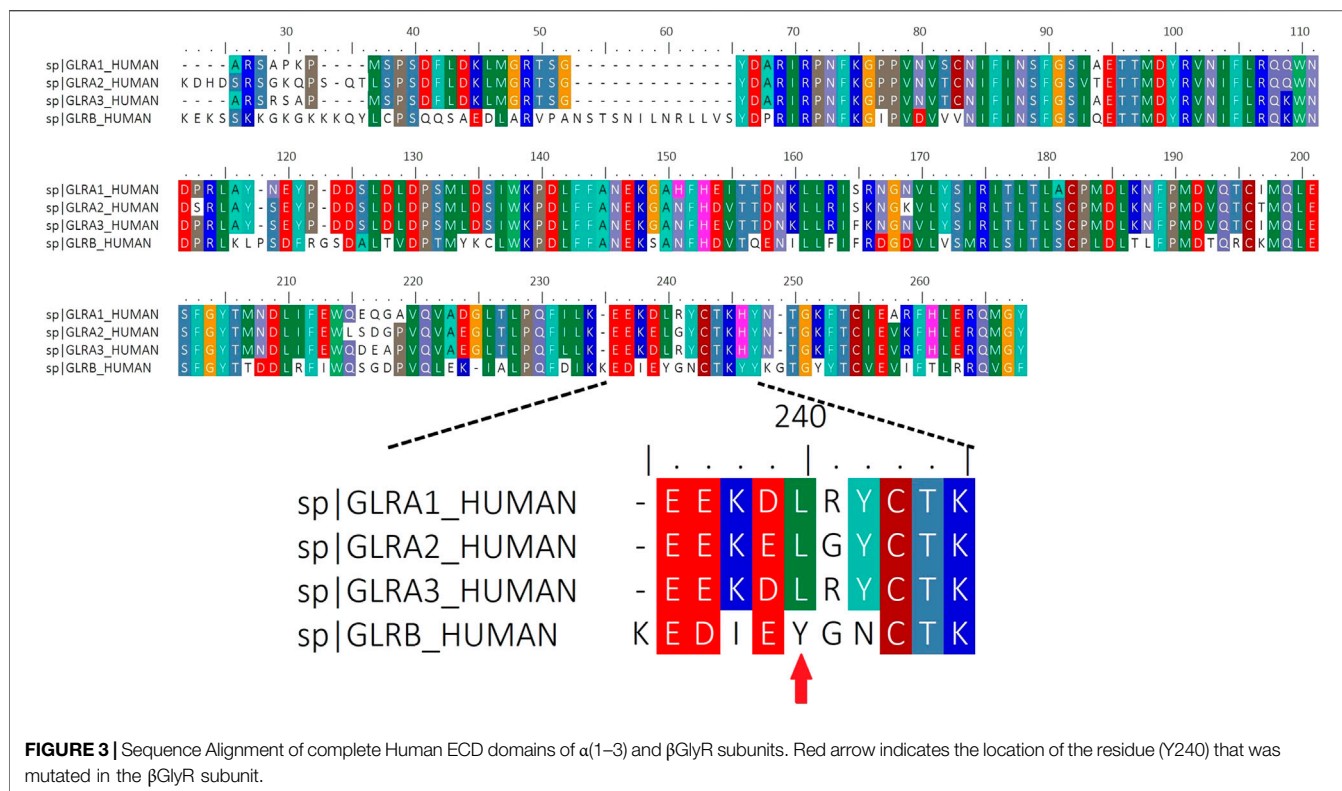 30 40 50 60 70 80 90 100 110
sp|GLRA1_HUMAN ----ARSAPKP----MSPSDFLDKLMGRTSG-------------YDARIRPNFKGPPVNVSCNIFINSFGSIAETTMDYRVNIFLRQQWN
sp|GLRA2_HUMAN KDHDSRSGKQPS-QTLSPSDFLDKLMGRTSG-------------YDARIRPNFKGPPVNVTCNIFINSFGSVTETTMDYRVNIFLRQQWN
sp|GLRA3_HUMAN ----ARSRSAP----MSPSDFLDKLMGRTSG-------------YDARIRPNFKGPPVNVTCNIFINSFGSIAETTMDYRVNIFLRQKWN
sp|GLRB_HUMAN KEKSSKKGKGKKKQYLCPSQQSAEDLARVPANSTSNILNRLLVSYDPRIRPNFKGIPVDVVVNIFINSFGSIQETTMDYRVNIFLRQKWN
120 130 140 150 160 170 180 190 200
sp|GLRA1_HUMAN DPRLAY-NEYP-DDSLDLDPSMLDSIWKPDLFFANEKGAHFHEITTDNKLLRISRNGNVLYSIRITLTLACPMDLKNFPMDVQTCIMQLE
sp|GLRA2_HUMAN DSRLAY-SEYP-DDSLDLDPSMLDSIWKPDLFFANEKGANFHDVTTDNKLLRISKNGKVLYSIRLTLTLSCPMDLKNFPMDVQTCTMQLE
sp|GLRA3_HUMAN DPRLAY-SEYP-DDSLDLDPSMLDSIWKPDLFFANEKGANFHEVTTDNKLLRIFKNGNVLYSIRLTLTLSCPMDLKNFPMDVQTCIMQLE
sp|GLRB_HUMAN DPRLKLPSDFRGSDALTVDPTMYKCLWKPDLFFANEKSANFHDVTQENILLFIFRDGDVLVSMRLSITLSCPLDLTLFPMDTQRCKMQLE
210 220 230 240 250 260
sp|GLRA1_HUMAN SFGYTMNDLIFEWQEQGAVQVADGLTLPQFILK-EEKDLRYCTKHYN-TGKFTCIEARFHLERQMGY
sp|GLRA2_HUMAN SFGYTMNDLIFEWLSDGPVQVAEGLTLPQFILK-EEKELGYCTKHYN-TGKFTCIEVKFHLERQMGY
sp|GLRA3_HUMAN SFGYTMNDLIFEWQDEAPVQVAEGLTLPQFLLK-EEKDLRYCTKHYN-TGKFTCIEVRFHLERQMGY
sp|GLRB_HUMAN SFGYTTDDLRFIWQSGDPVQLEK-IALPQFDIKKEDIEYGNCTKYYKGTGYYTCVEVIFTLRRQVGF
240
sp|GLRA1_HUMAN -EEKDLRYCTK
sp|GLRA2_HUMAN -EEKELGYCTK
sp|GLRA3_HUMAN -EEKDLRYCTK
sp|GLRB_HUMAN KEDIEYGNCTK
FIGURE 3 | Sequence Alignment of complete Human ECD domains of α(1–3) and βGlyR subunits. Red arrow indicates the location of the residue (Y240) that was
mutated in the βGlyR subunit.